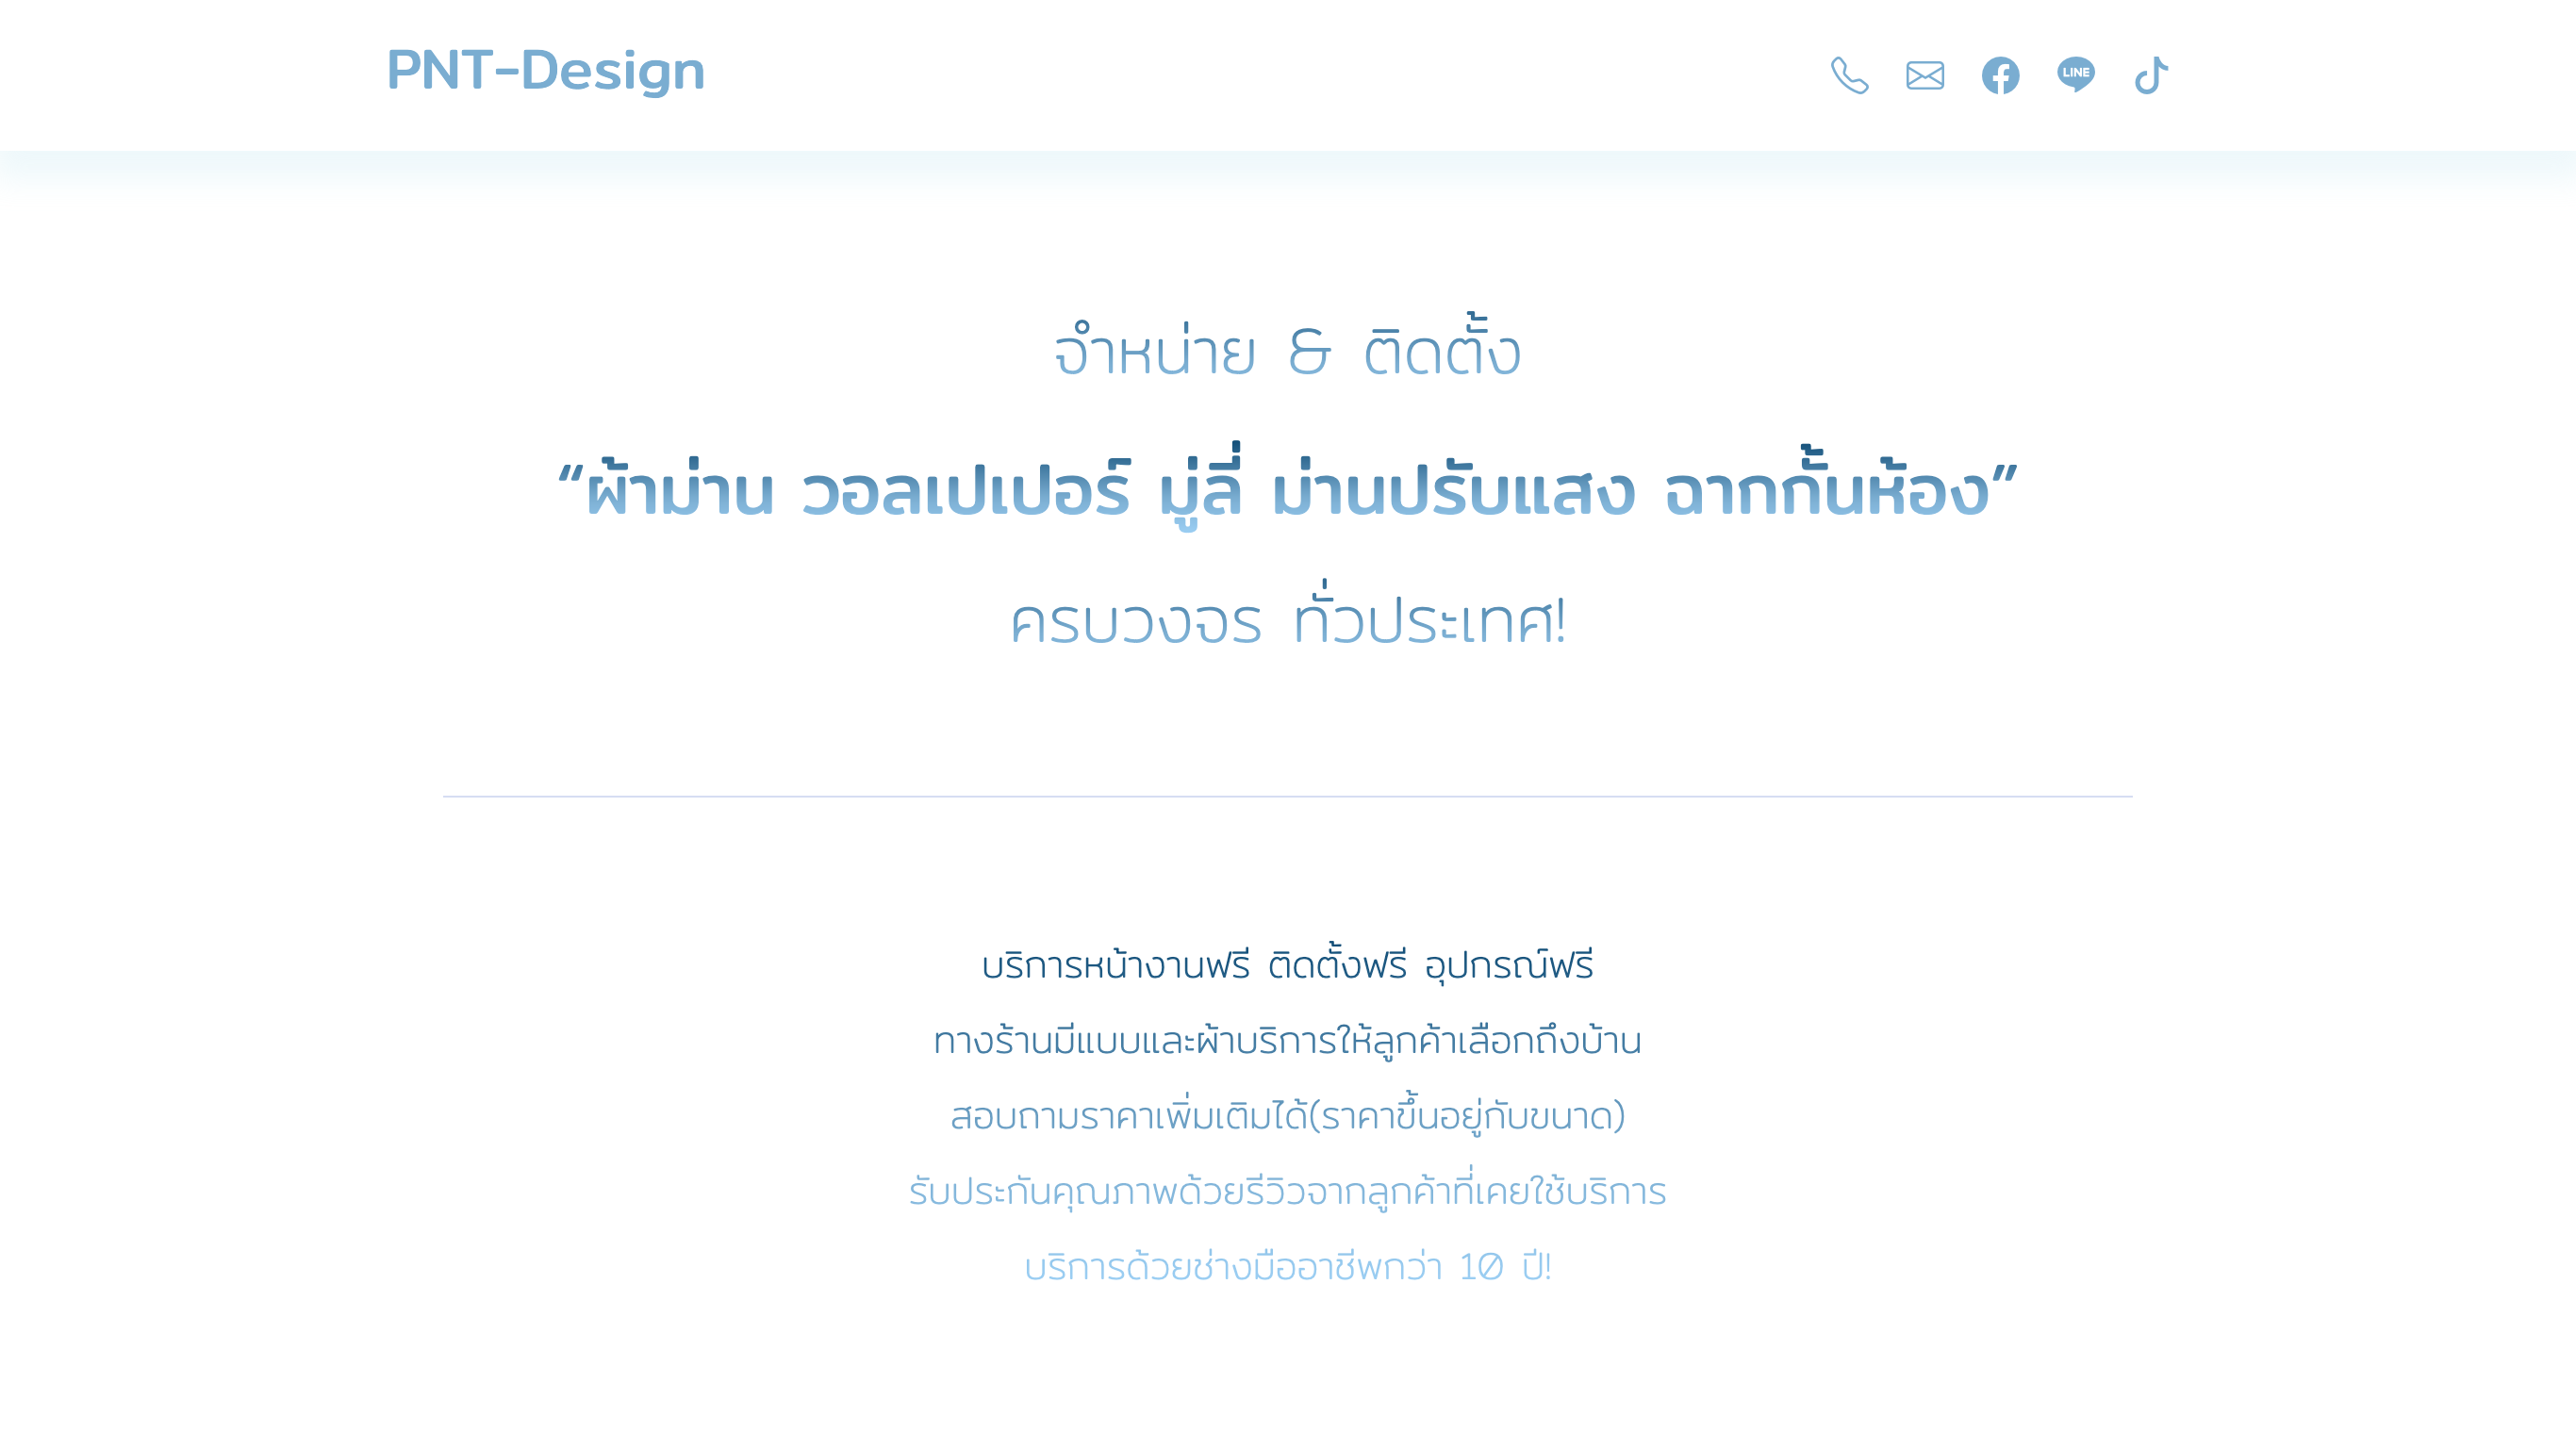 PNT-Design
LINE
จำหน่าย & ติดตั้ง
“ผ้าม่าน วอลเปเปอร์ มู่ลี่ ม่านปรับแสง ฉากกั้นห้อง”
ครบวงจร ทั่วประเทศ!
บริการหน้างานฟรี ติดตั้งฟรี อุปกรณ์ฟรี
ทางร้านมีแบบและผ้าบริการให้ลูกค้าเลือกถึงบ้าน
สอบถามราคาเพิ่มเติมได้(ราคาขึ้นอยู่กับขนาด)
รับประกันคุณภาพด้วยรีวิวจากลูกค้าที่เคยใช้บริการ
บริการด้วยช่างมืออาชีพกว่า 10 ปี!